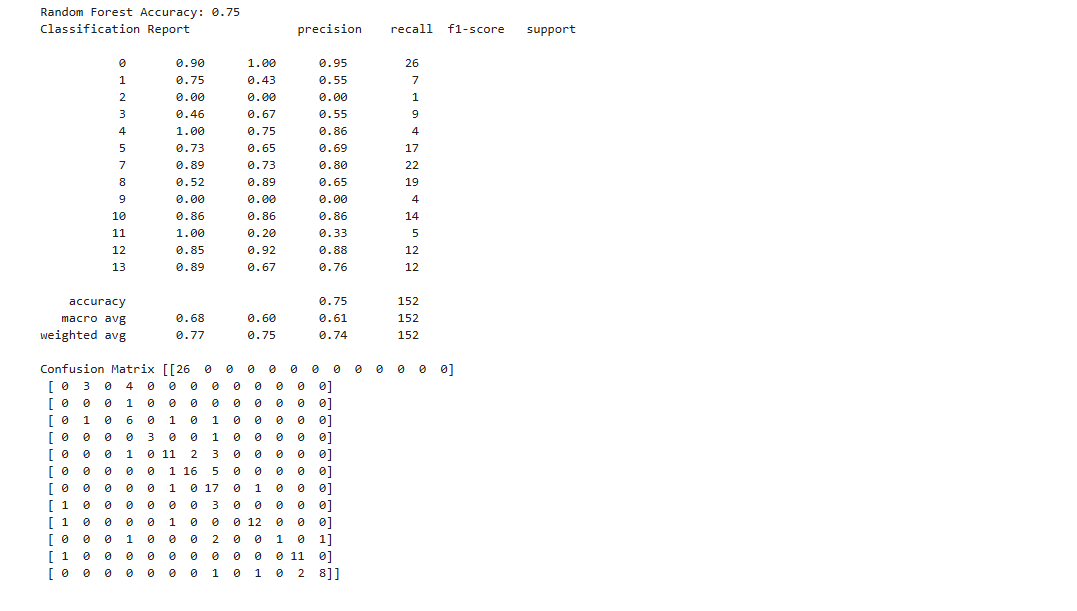 Random Forest Accuracy: 0.75
Classification Report               precision    recall  f1-score   support

           0       0.90      1.00      0.95        26
           1       0.75      0.43      0.55         7
           2       0.00      0.00      0.00         1
           3       0.46      0.67      0.55         9
           4       1.00      0.75      0.86         4
           5       0.73      0.65      0.69        17
           7       0.89      0.73      0.80        22
           8       0.52      0.89      0.65        19
           9       0.00      0.00      0.00         4
          10       0.86      0.86      0.86        14
          11       1.00      0.20      0.33         5
          12       0.85      0.92      0.88        12
          13       0.89      0.67      0.76        12

    accuracy                           0.75       152
   macro avg       0.68      0.60      0.61       152
weighted avg       0.77      0.75      0.74       152

Confusion Matrix [[26  0  0  0  0  0  0  0  0  0  0  0  0]
 [ 0  3  0  4  0  0  0  0  0  0  0  0  0]
 [ 0  0  0  1  0  0  0  0  0  0  0  0  0]
 [ 0  1  0  6  0  1  0  1  0  0  0  0  0]
 [ 0  0  0  0  3  0  0  1  0  0  0  0  0]
 [ 0  0  0  1  0 11  2  3  0  0  0  0  0]
 [ 0  0  0  0  0  1 16  5  0  0  0  0  0]
 [ 0  0  0  0  0  1  0 17  0  1  0  0  0]
 [ 1  0  0  0  0  0  0  3  0  0  0  0  0]
 [ 1  0  0  0  0  1  0  0  0 12  0  0  0]
 [ 0  0  0  1  0  0  0  2  0  0  1  0  1]
 [ 1  0  0  0  0  0  0  0  0  0  0 11  0]
 [ 0  0  0  0  0  0  0  1  0  1  0  2  8]]